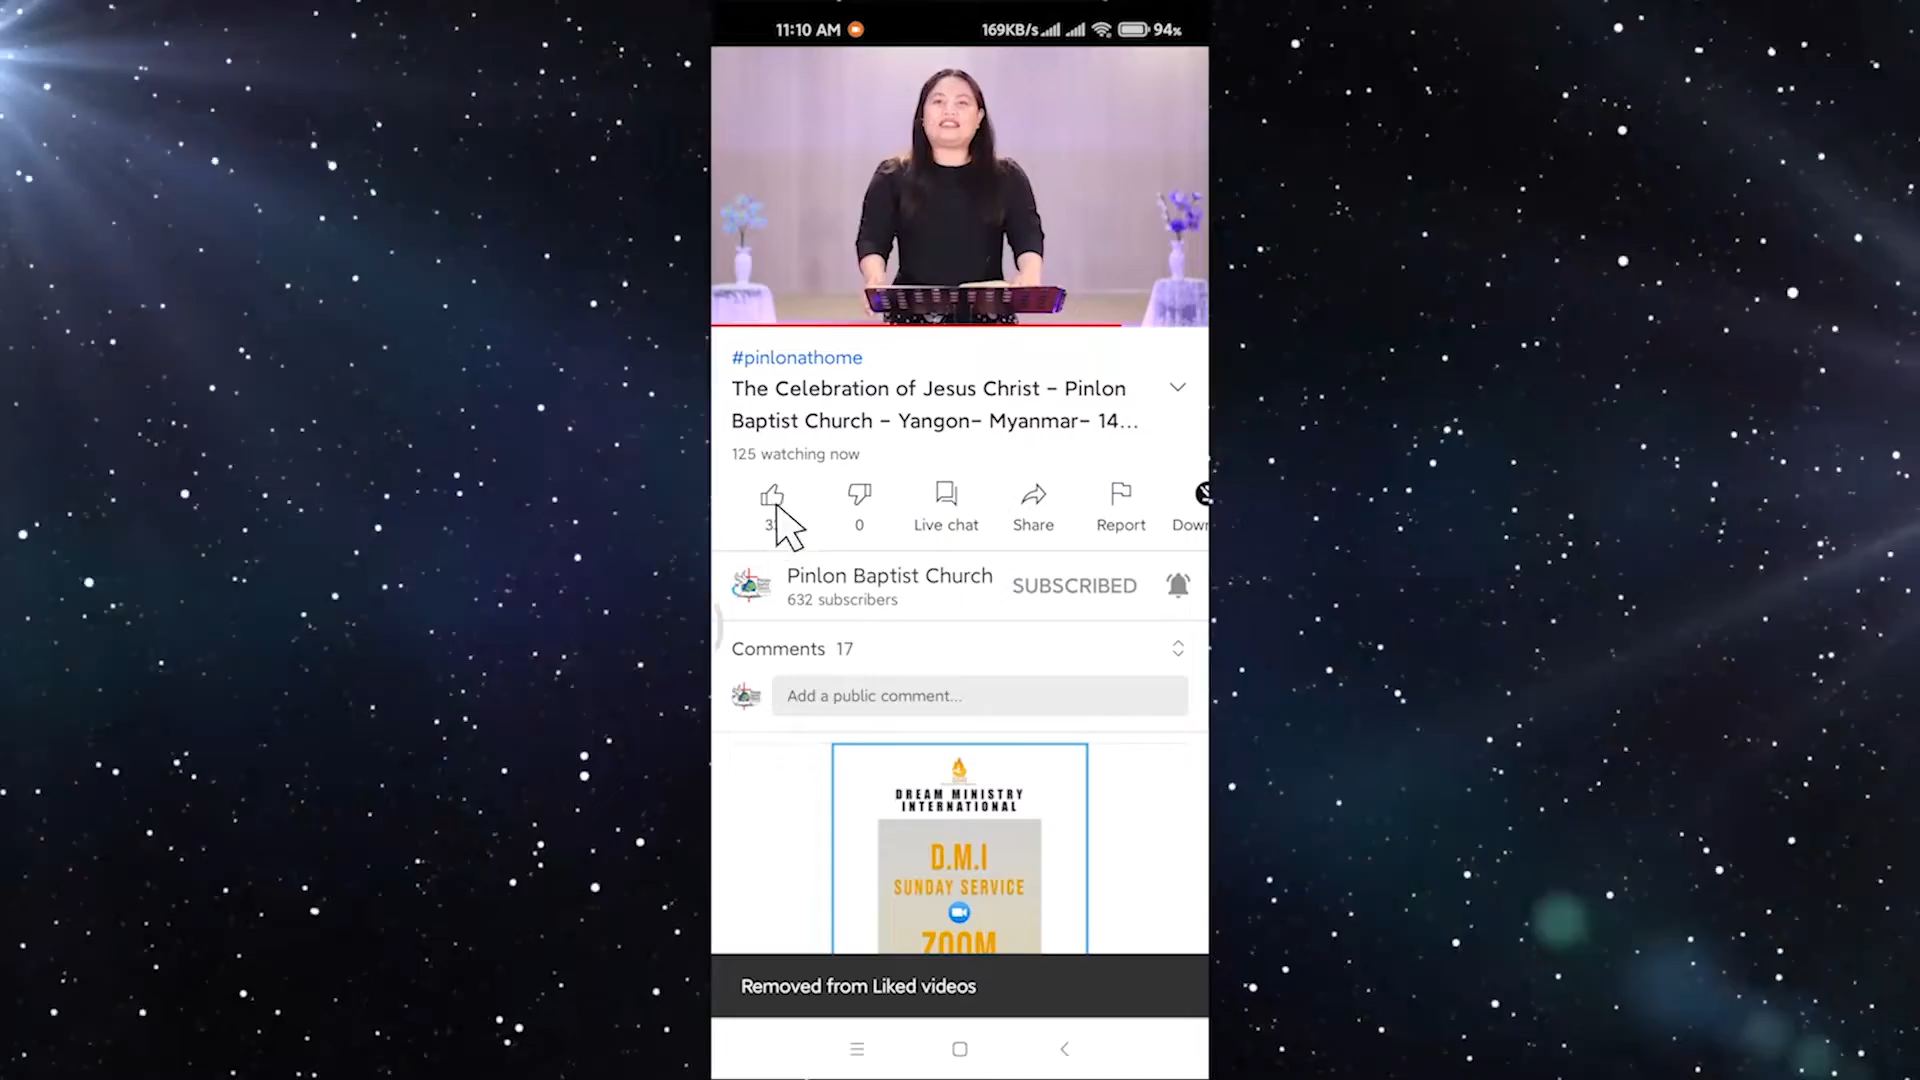 11:10 AM
169KB/s
94%
#pinlonathome
The Celebration of Jesus Christ - Pinlon
Baptist Church - Yangon- Myanmar- 14...
125 watching now
0
Live chat
Share
Report
Down
Pinlon Baptist Church
632 subscribers
SUBSCRIBED
Comments 17
Add a public comment...
DREAM MINISTRY
INTERNATIONAL
D.M.I
SUNDAY SERVICE
ZOOM
Removed from Liked videos